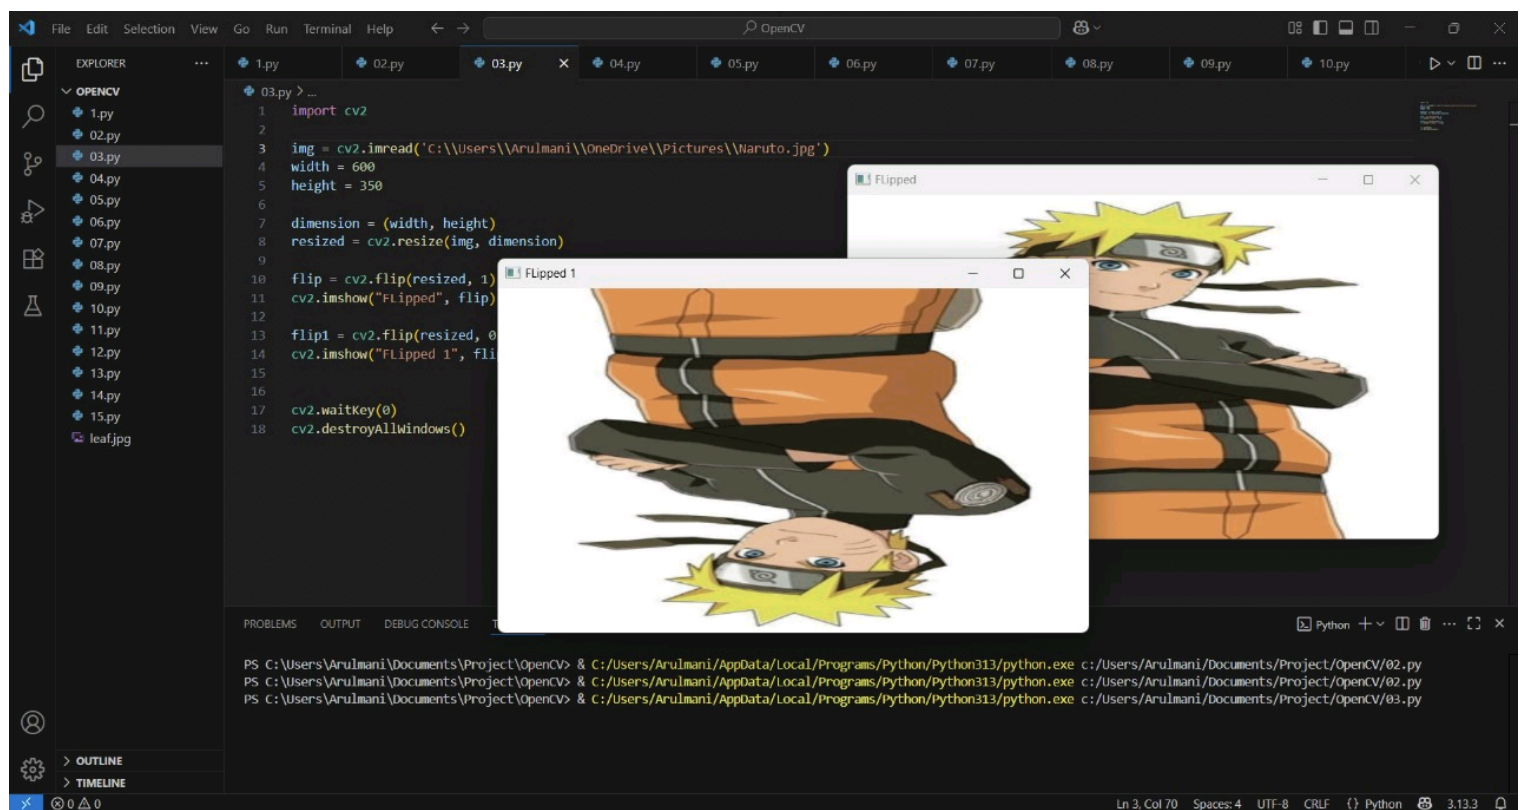 File Edit Selection View Go Run Terminal Help OpenCV
EXPLORER
OPENCV
1.py
02.py
03.py
04.py
05.py
06.py
07.py
08.py
09.py
10.py
11.py
12.py
13.py
14.py
15.py
leaf.jpg
OUTLINE
TIMELINE
1.py 02.py 03.py 04.py 05.py 06.py 07.py 08.py 09.py 10.py
03.py > ...
1 import cv2
2
3 img = cv2.imread('C:\\Users\\Arulmani\\OneDrive\\Pictures\\Naruto.jpg')
4 width = 600
5 height = 350
6
7 dimension = (width, height)
8 resized = cv2.resize(img, dimension)
9
10 flip = cv2.flip(resized, 1)
11 cv2.imshow("FLipped", flip)
12
13 flip1 = cv2.flip(resized, 0
14 cv2.imshow("FLipped 1", fli
15
16
17 cv2.waitKey(0)
18 cv2.destroyAllWindows()
FLipped
FLipped 1
PROBLEMS OUTPUT DEBUG CONSOLE
Python
PS C:\Users\Arulmani\Documents\Project\OpenCV> & C:/Users/Arulmani/AppData/Local/Programs/Python/Python313/python.exe c:/Users/Arulmani/Documents/Project/OpenCV/02.py
PS C:\Users\Arulmani\Documents\Project\OpenCV> & C:/Users/Arulmani/AppData/Local/Programs/Python/Python313/python.exe c:/Users/Arulmani/Documents/Project/OpenCV/02.py
PS C:\Users\Arulmani\Documents\Project\OpenCV> & C:/Users/Arulmani/AppData/Local/Programs/Python/Python313/python.exe c:/Users/Arulmani/Documents/Project/OpenCV/03.py
0 0 Ln 3, Col 70 Spaces: 4 UTF-8 CRLF {} Python 3.13.3